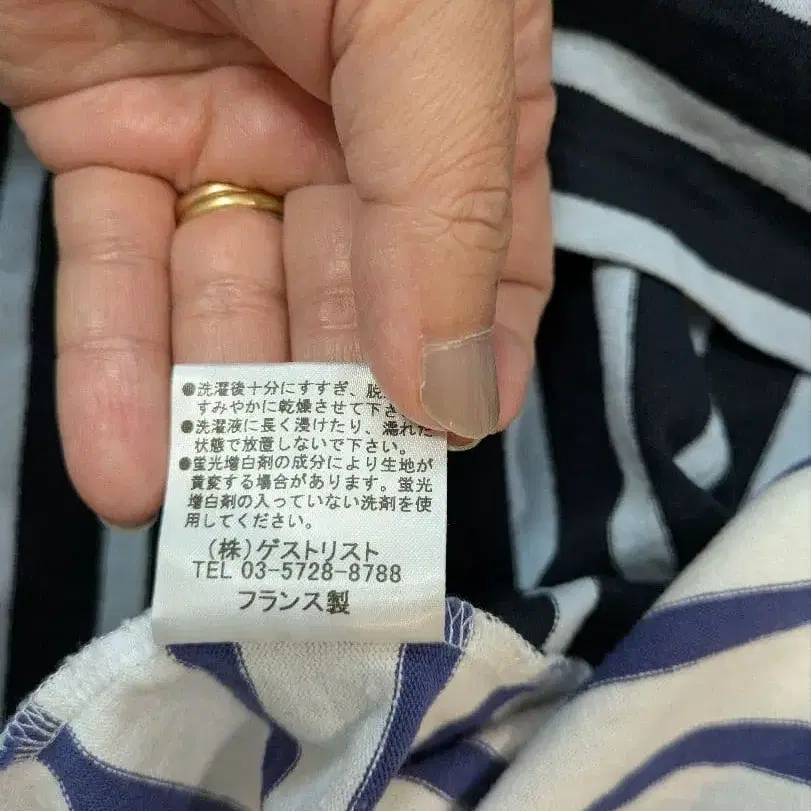 ●洗濯後十分にすすぎ、脱
すみやかに乾燥させて下さ
●洗濯液に長く浸けたり、濡れた
状態で放置しないで下さい。
●蛍光増白剤の成分により生地が
黄変する場合があります。蛍光
増白剤の入っていない洗剤を使
用してください。
(株)ゲストリスト
TEL 03-5728-8788
フランス製